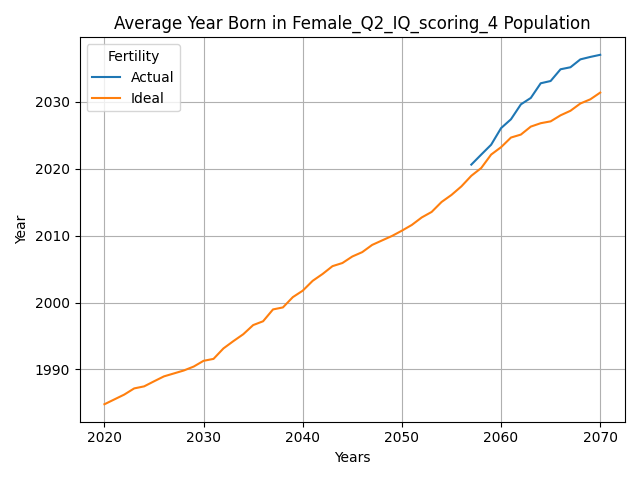 Average Year Born in Female_Q2_IQ_scoring_4 Population
Fertility
Actual
Ideal
2030
2020
2010
2000
1990
Year
2020 2030 2040 2050 2060 2070
Years